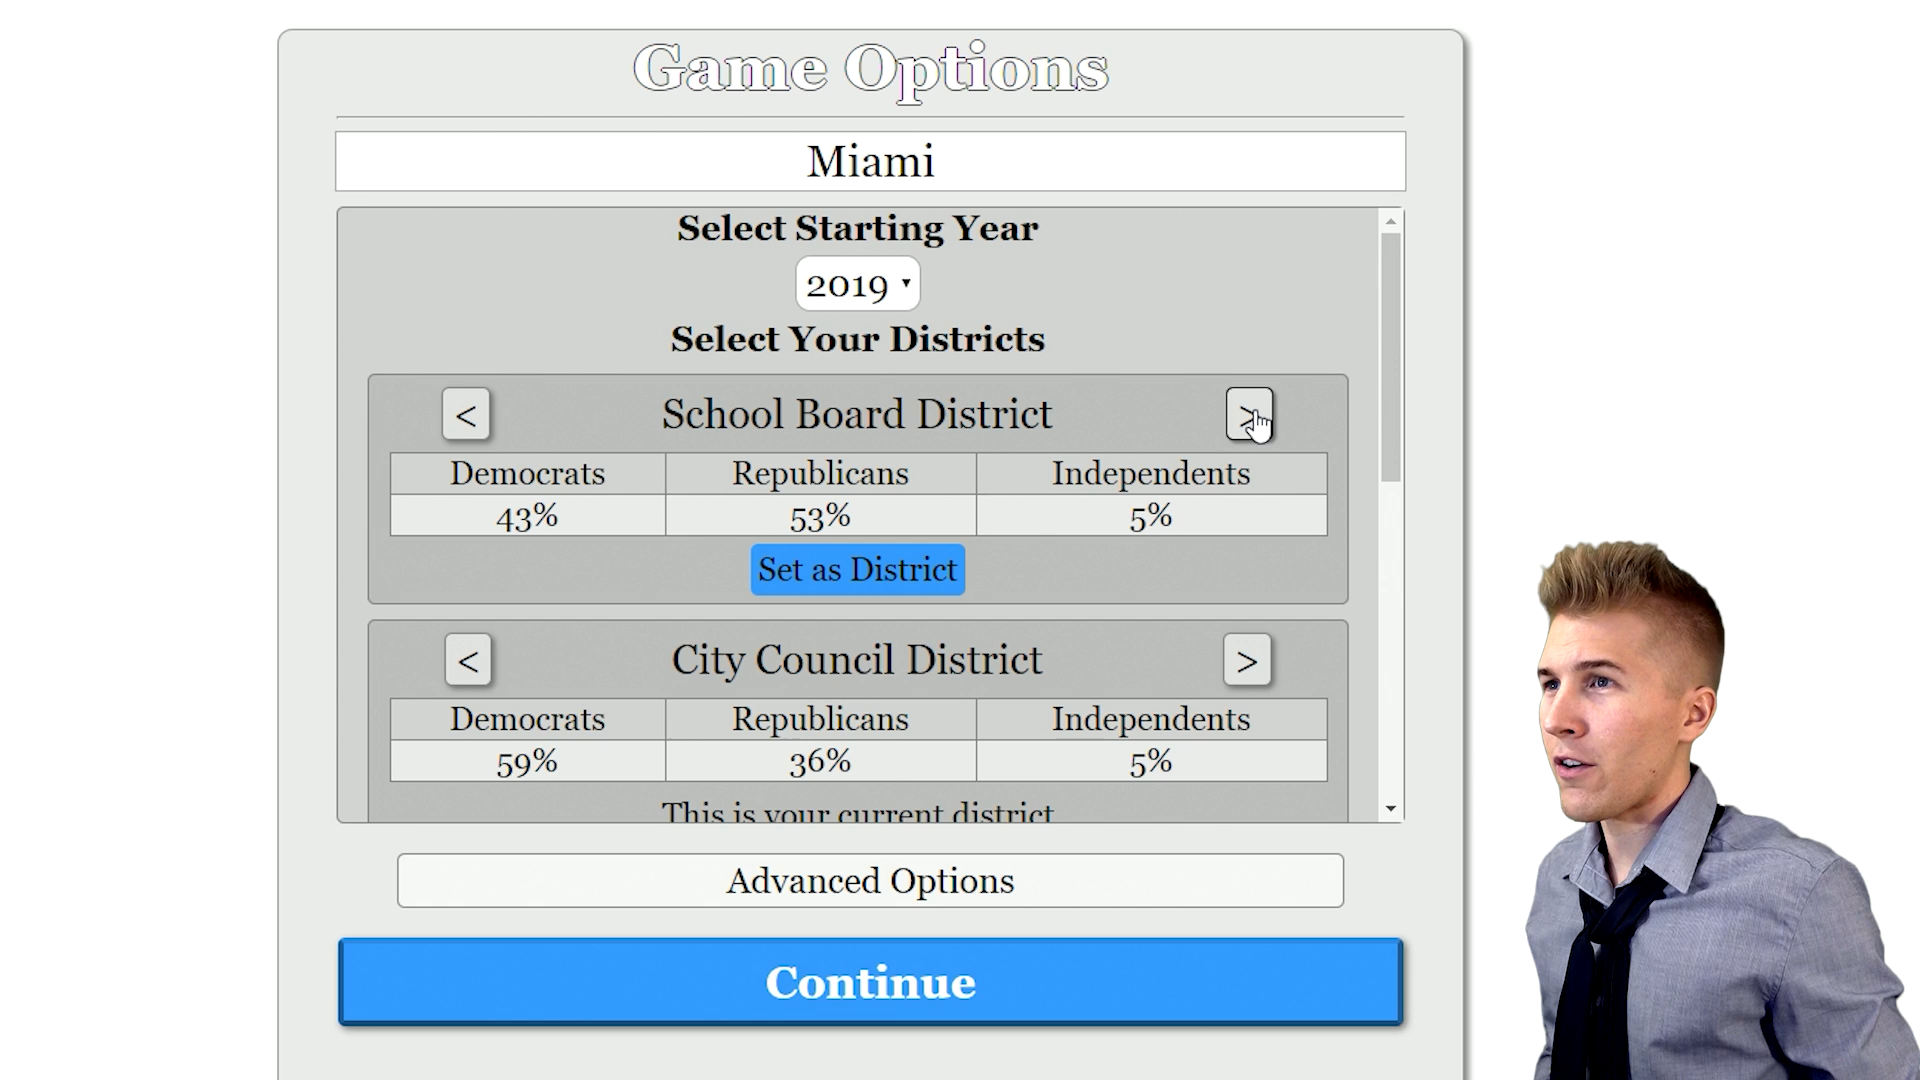 Game Options
Miami
Select Starting Year
2019
Select Your Districts
< School Board District >
Democrats Republicans Independents
43% 53% 5%
Set as District
< City Council District >
Democrats Republicans Independents
59% 36% 5%
This is your current district
Advanced Options
Continue